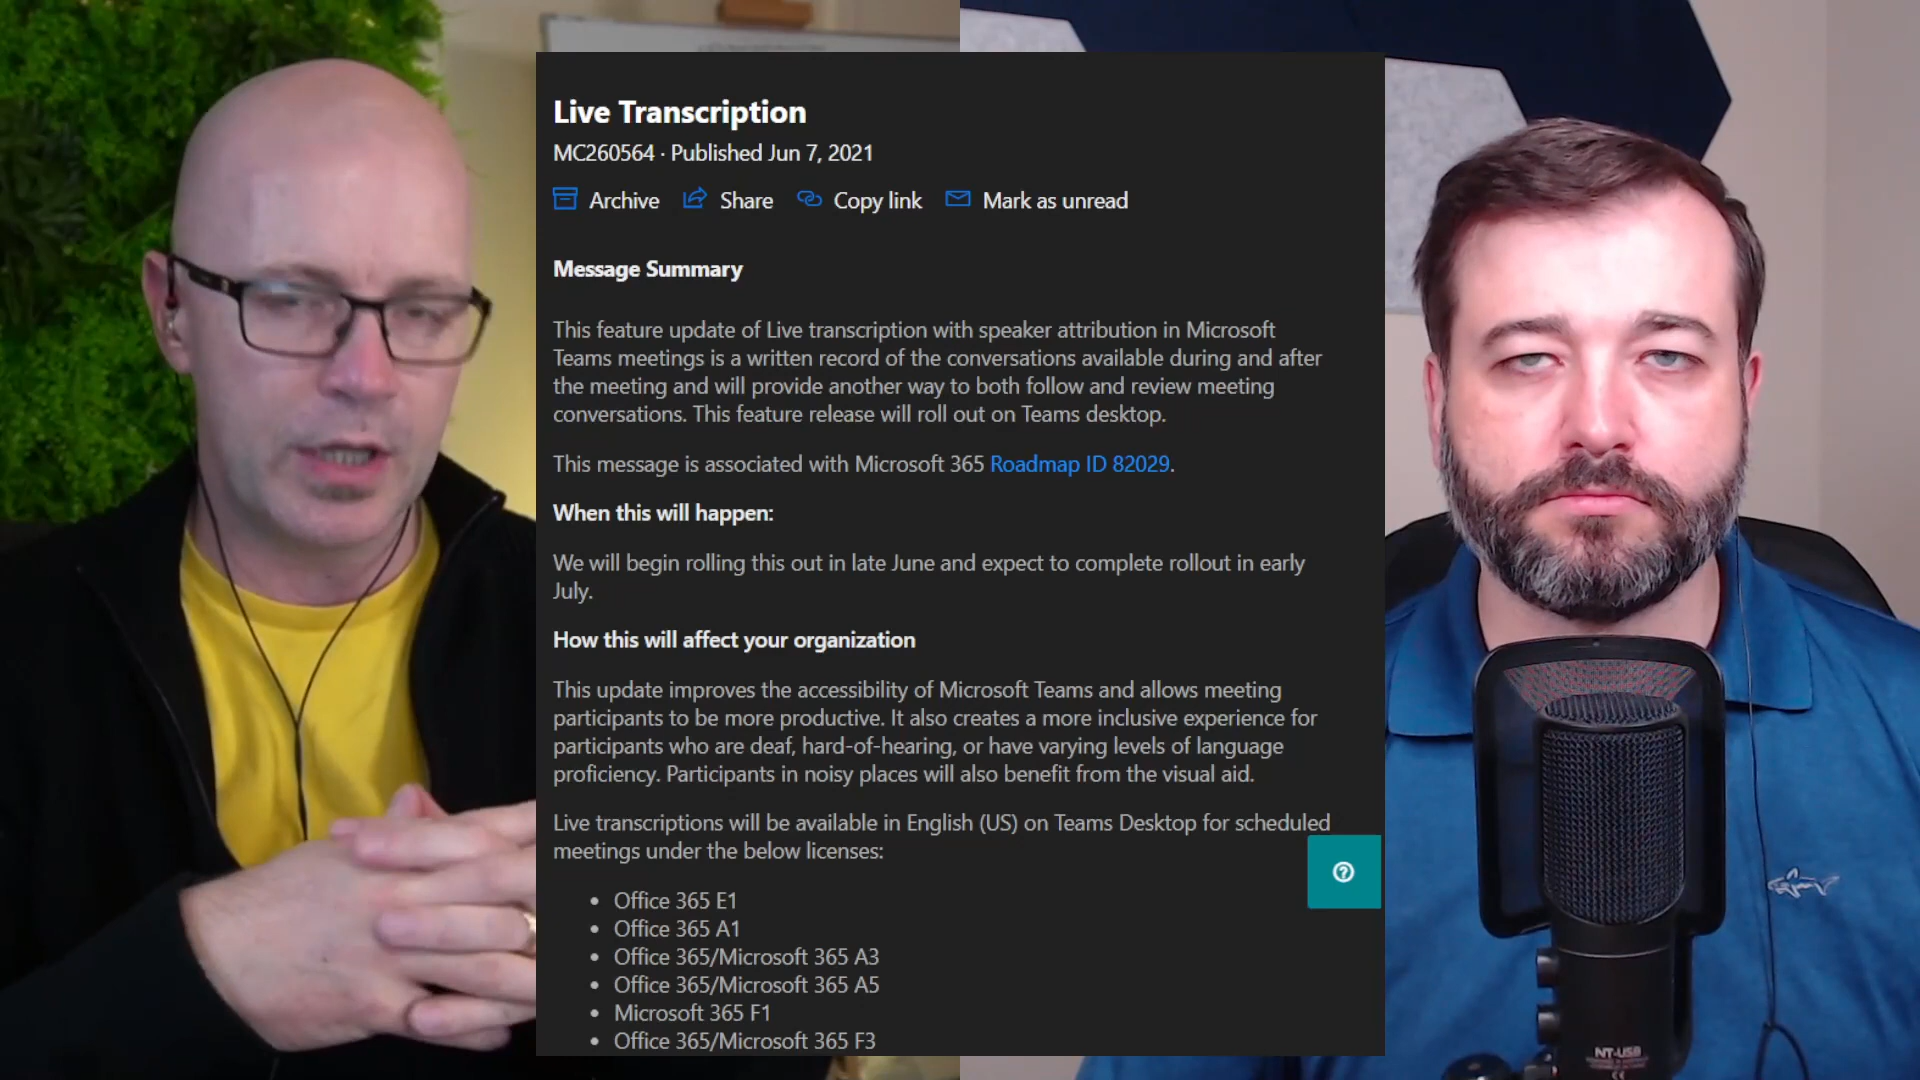 Live Transcription
MC260564 · Published Jun 7, 2021
Archive Share Copy link Mark as unread
Message Summary
This feature update of Live transcription with speaker attribution in Microsoft
Teams meetings is a written record of the conversations available during and after
the meeting and will provide another way to both follow and review meeting
conversations. This feature release will roll out on Teams desktop.
This message is associated with Microsoft 365 Roadmap ID 82029.
When this will happen:
We will begin rolling this out in late June and expect to complete rollout in early
July.
How this will affect your organization
This update improves the accessibility of Microsoft Teams and allows meeting
participants to be more productive. It also creates a more inclusive experience for
participants who are deaf, hard-of-hearing, or have varying levels of language
proficiency. Participants in noisy places will also benefit from the visual aid.
Live transcriptions will be available in English (US) on Teams Desktop for scheduled
meetings under the below licenses:
• Office 365 E1
• Office 365 A1
• Office 365/Microsoft 365 A3
• Office 365/Microsoft 365 A5
• Microsoft 365 F1
• Office 365/Microsoft 365 F3
NT-USB